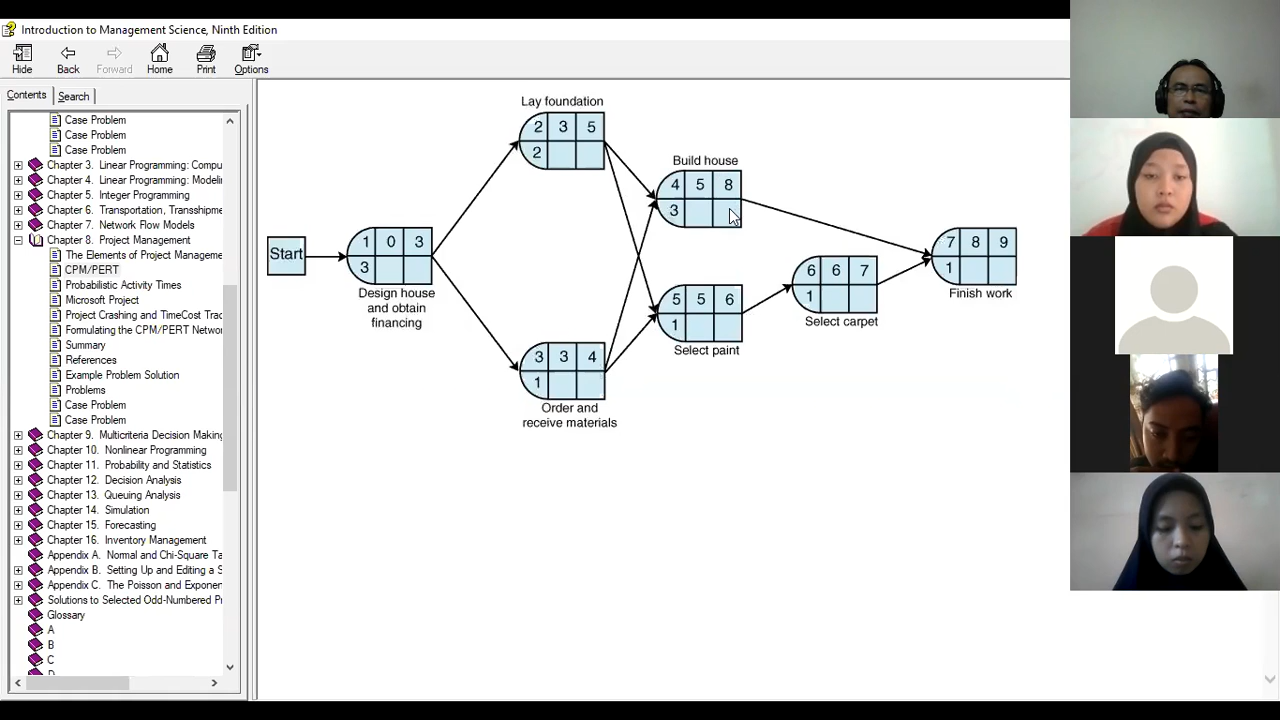 Introduction to Management Science, Ninth Edition
Hide Back Forward Home Print Options
Contents Search
Case Problem
Case Problem
Case Problem
Chapter 3. Linear Programming: Compu
Chapter 4. Linear Programming: Modelin
Chapter 5. Integer Programming
Chapter 6. Transportation, Transshipme
Chapter 7. Network Flow Models
Chapter 8. Project Management
The Elements of Project Manageme
CPM/PERT
Probabilistic Activity Times
Microsoft Project
Project Crashing and TimeCost Trac
Formulating the CPM/PERT Networ
Summary
References
Example Problem Solution
Problems
Case Problem
Case Problem
Chapter 9. Multicriteria Decision Making
Chapter 10. Nonlinear Programming
Chapter 11. Probability and Statistics
Chapter 12. Decision Analysis
Chapter 13. Queuing Analysis
Chapter 14. Simulation
Chapter 15. Forecasting
Chapter 16. Inventory Management
Appendix A. Normal and Chi-Square Ta
Appendix B. Setting Up and Editing a S
Appendix C. The Poisson and Exponen
Solutions to Selected Odd-Numbered Pr
Glossary
A
B
C
Start
1 0 3
3
Design house
and obtain
financing
Lay foundation
2 3 5
2
3 3 4
1
Order and
receive materials
Build house
4 5 8
3
5 5 6
1
Select paint
6 6 7
1
Select carpet
7 8 9
1
Finish work